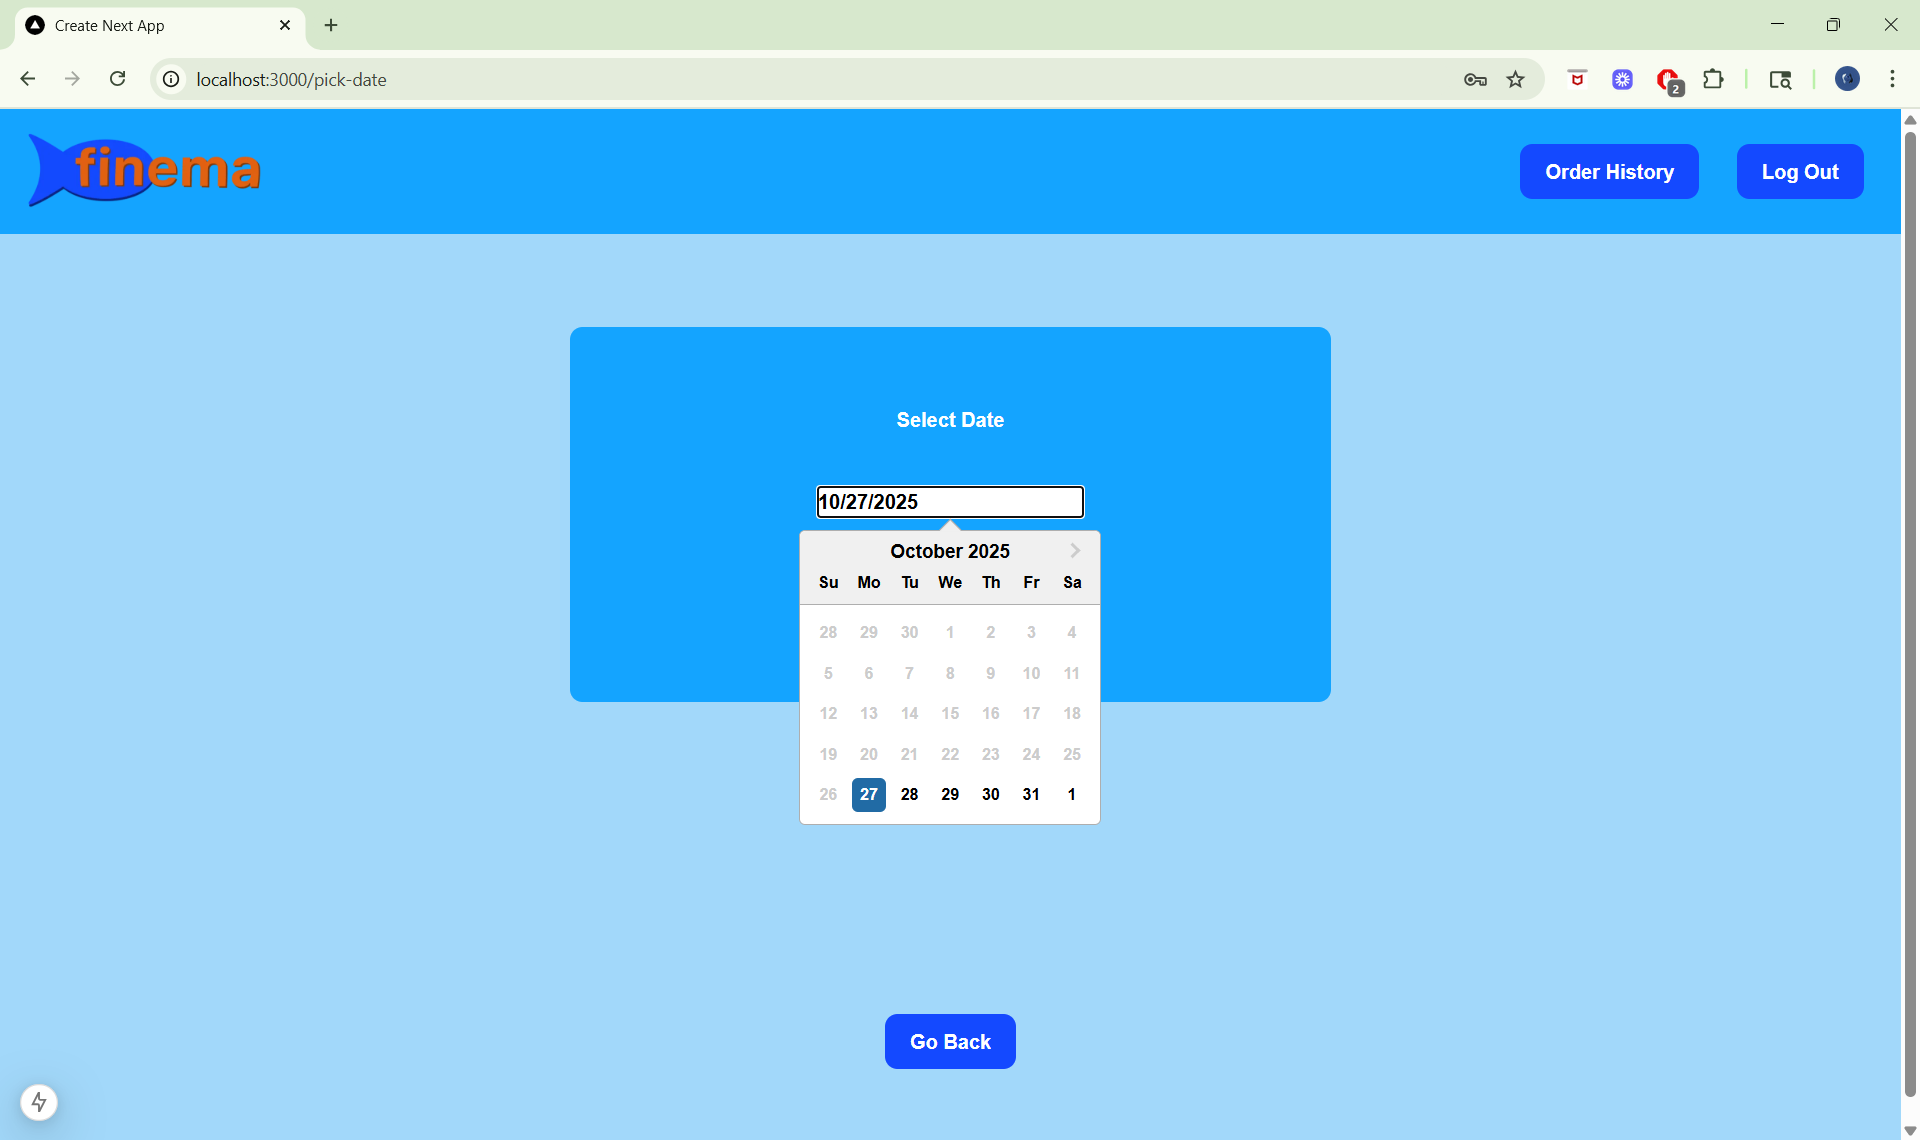 Create Next App
localhost:3000/pick-date
2
finema
Order History
Log Out
Select Date
10/27/2025
October 2025
Su Mo Tu We Th Fr Sa
28 29 30 1 2 3 4
5 6 7 8 9 10 11
12 13 14 15 16 17 18
19 20 21 22 23 24 25
26 27 28 29 30 31 1
Go Back